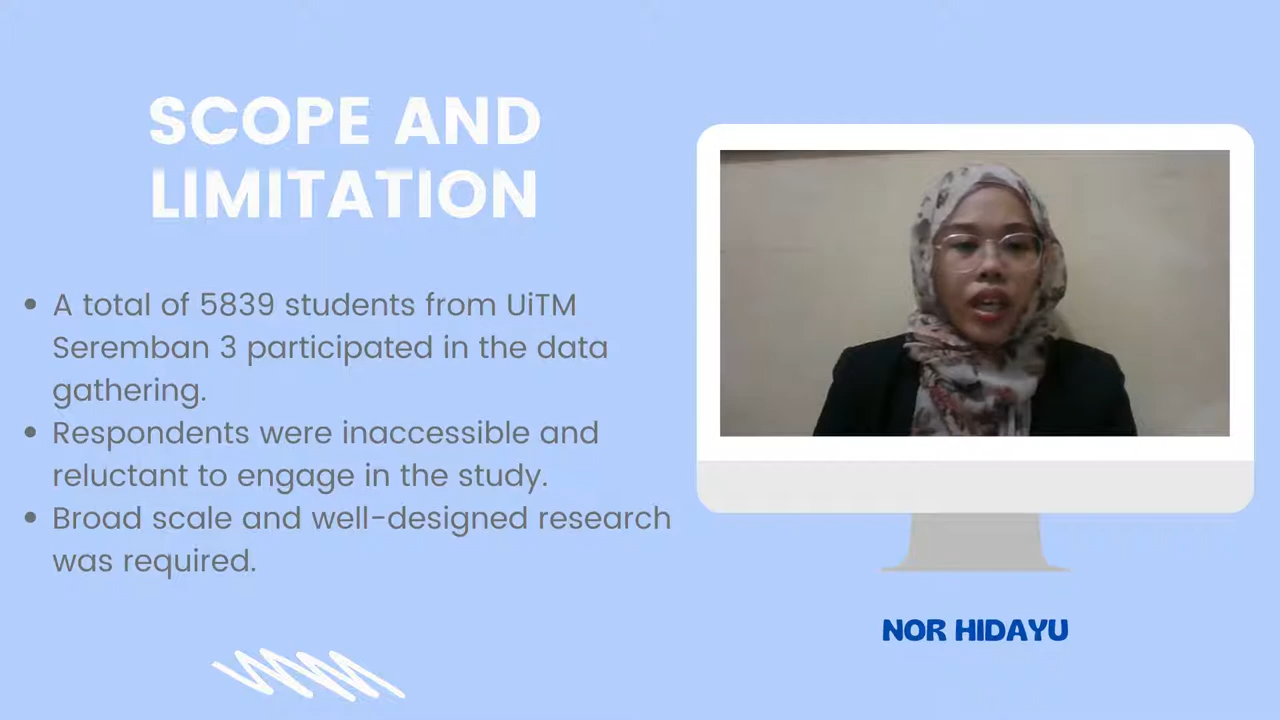 SCOPE AND
LIMITATION
• A total of 5839 students from UiTM
Seremban 3 participated in the data
gathering.
• Respondents were inaccessible and
reluctant to engage in the study.
• Broad scale and well-designed research
was required.
NOR HIDAYU